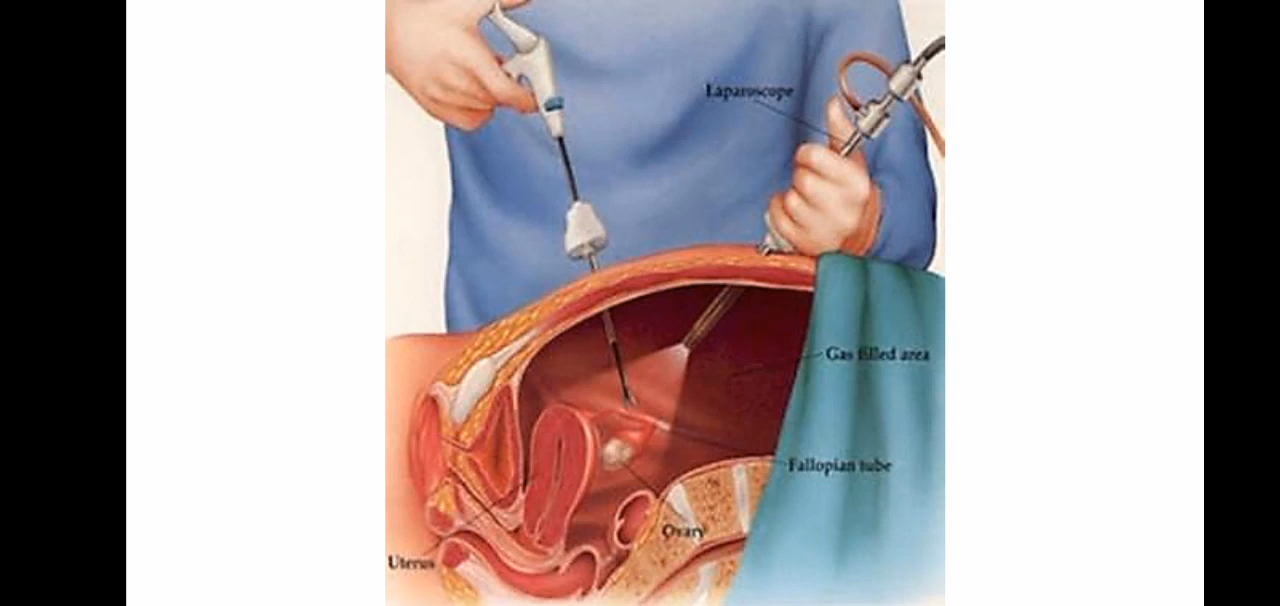 Laparoscope
Gas filled area
Fallopian tube
Ovary
Uterus